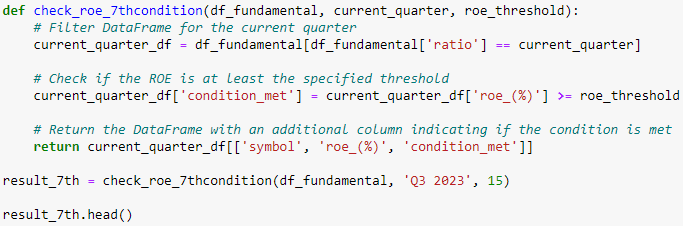 def check_roe_7thcondition(df_fundamental, current_quarter, roe_threshold):
    # Filter DataFrame for the current quarter
    current_quarter_df = df_fundamental[df_fundamental['ratio'] == current_quarter]

    # Check if the ROE is at least the specified threshold
    current_quarter_df['condition_met'] = current_quarter_df['roe_(%)'] >= roe_threshold

    # Return the DataFrame with an additional column indicating if the condition is met
    return current_quarter_df[['symbol', 'roe_(%)', 'condition_met']]

result_7th = check_roe_7thcondition(df_fundamental, 'Q3 2023', 15)

result_7th.head()